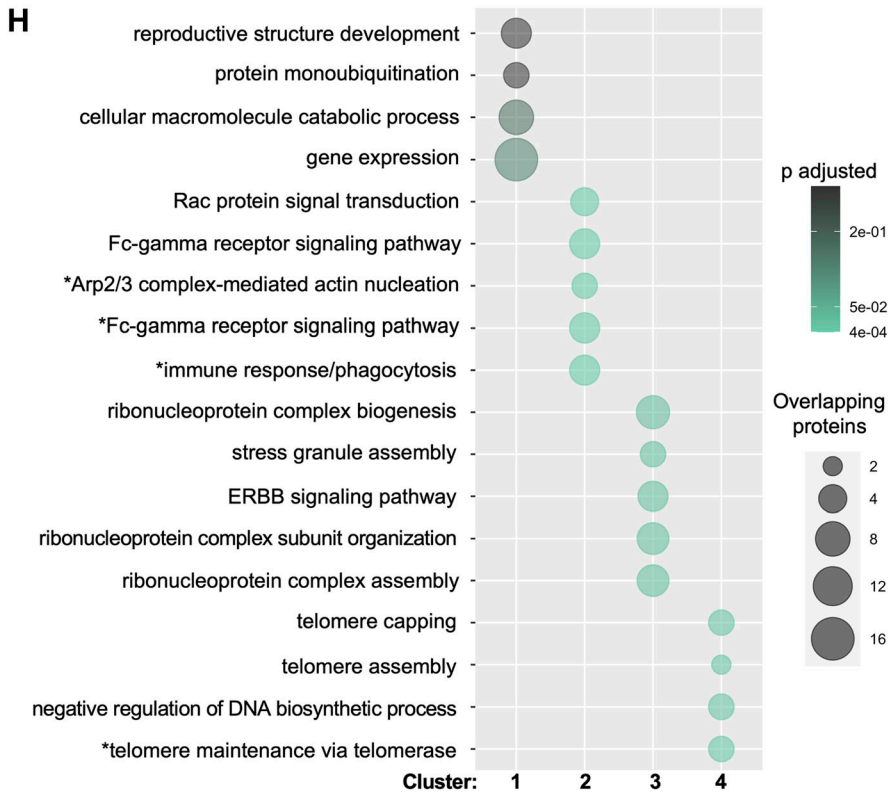 H
reproductive structure development
protein monoubiquitination
cellular macromolecule catabolic process
gene expression
Rac protein signal transduction
Fc-gamma receptor signaling pathway
*Arp2/3 complex-mediated actin nucleation
*Fc-gamma receptor signaling pathway
*immune response/phagocytosis
ribonucleoprotein complex biogenesis
stress granule assembly
ERBB signaling pathway
ribonucleoprotein complex subunit organization
ribonucleoprotein complex assembly
telomere capping
telomere assembly
negative regulation of DNA biosynthetic process
*telomere maintenance via telomerase
Cluster: 1 2 3 4
p adjusted
2e-01
5e-02
4e-04
Overlapping
proteins
2
4
8
12
16